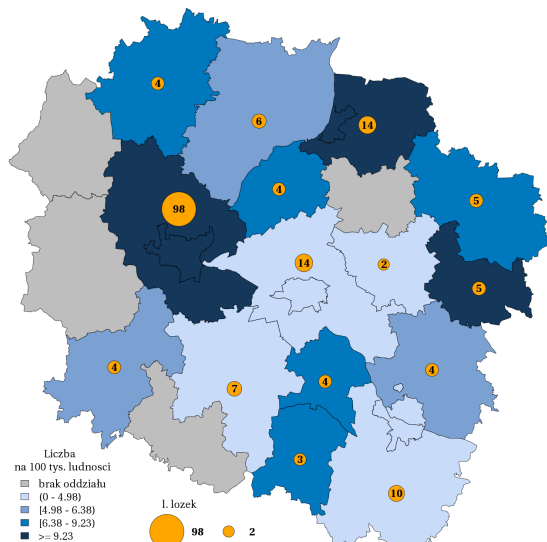 4
6
14
4
5
98
14
2
5
4
4
4
7
3
10
Liczba
na 100 tys. ludnosci
brak oddziału
(0 - 4.98)
[4.98 - 6.38)
[6.38 - 9.23)
>= 9.23
l. lozek
98 2